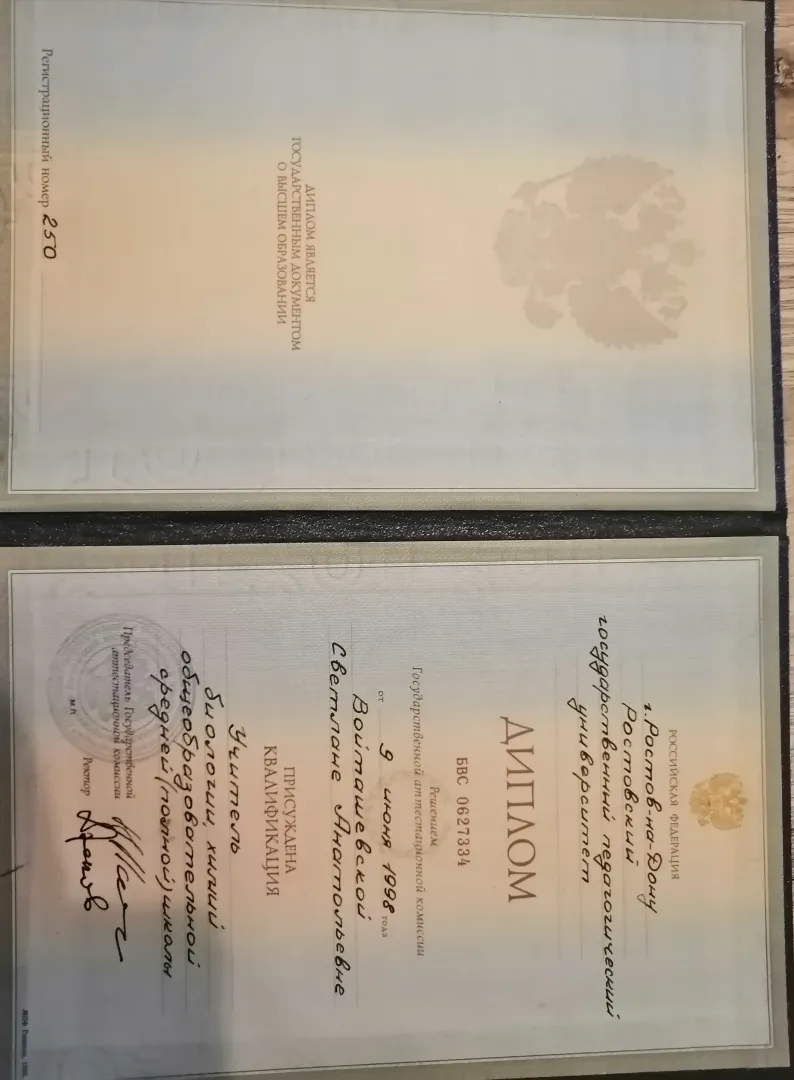 ДИПЛОМ ЯВЛЯЕТСЯ
ГОСУДАРСТВЕННЫМ ДОКУМЕНТОМ
О ВЫСШЕМ ОБРАЗОВАНИИ
Регистрационный номер 250
РОССИЙСКАЯ ФЕДЕРАЦИЯ
г. Ростов-на-Дону
Ростовский
государственный педагогический
университет
ДИПЛОМ
БВС 0627334
Решением
Государственной аттестационной комиссии
от 9 июня 1998 года
Войташевской
Светлане Анатольевне
ПРИСУЖДЕНА
КВАЛИФИКАЦИЯ
Учитель
биологии, химии
общеобразовательной
средней (полной) школы
Председатель Государственной
аттестационной комиссии
М.П.
Ректор